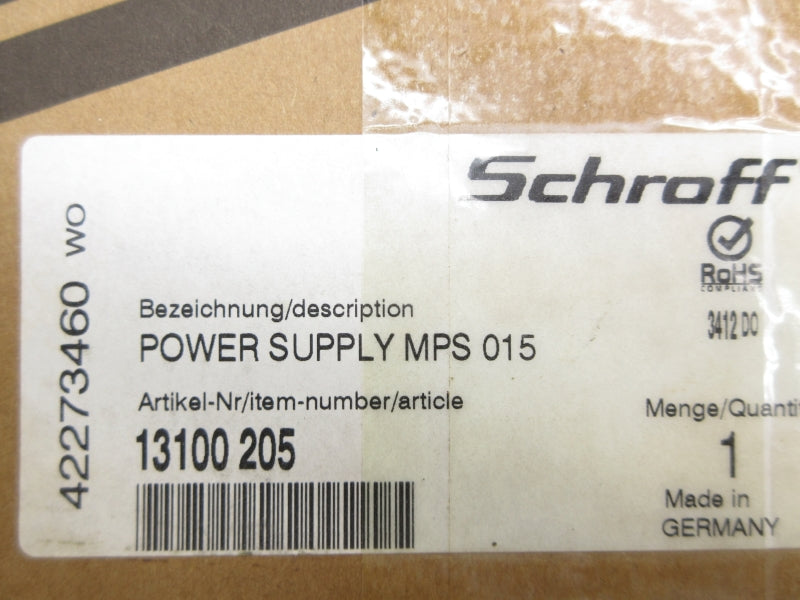 Schroff
RoHS
COMPLIANT
3412 DO
42273460 WO
Bezeichnung/description
POWER SUPPLY MPS 015
Artikel-Nr/item-number/article
13100 205
Menge/Quanti
1
Made in
GERMANY